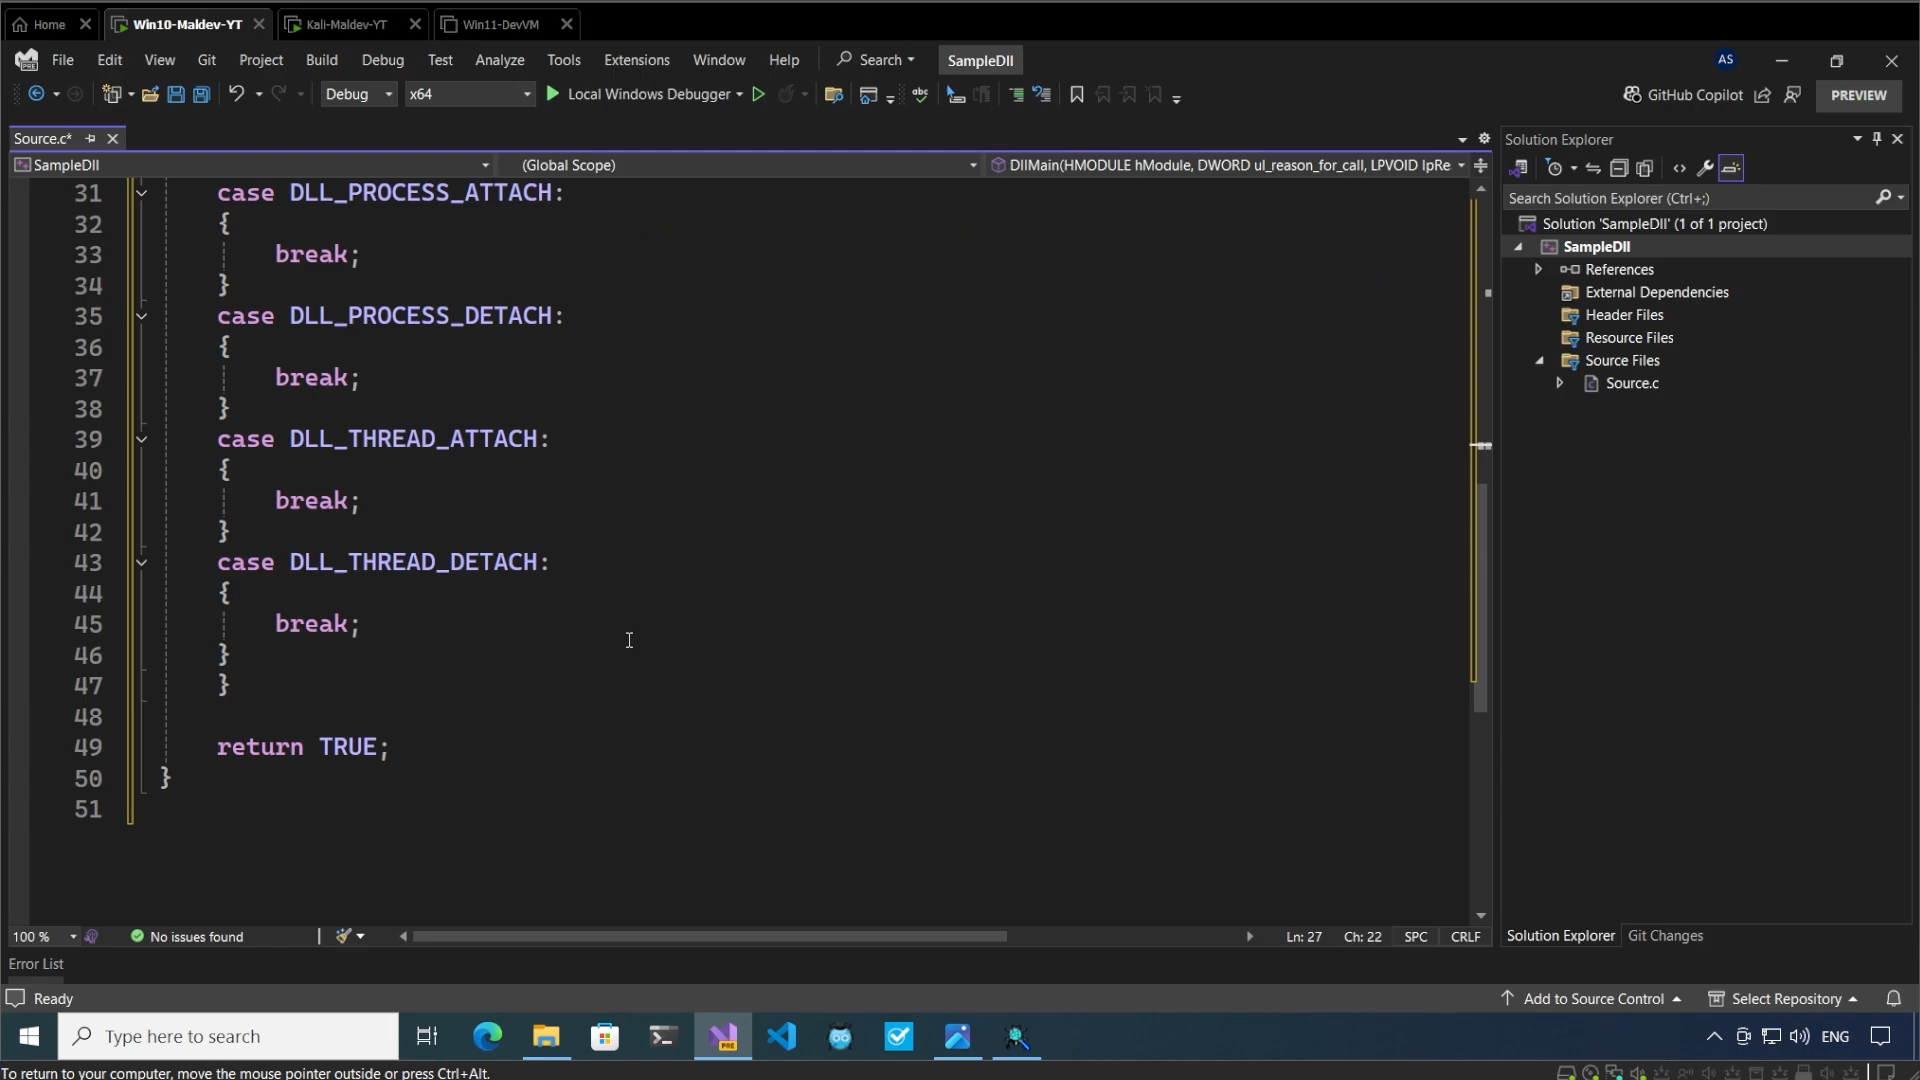 Home
Win10-Maldev-YT
Kali-Maldev-YT
Win11-DevVM
File Edit View Git Project Build Debug Test Analyze Tools Extensions Window Help Search SampleDll AS
Debug x64 Local Windows Debugger GitHub Copilot PREVIEW
Source.c*
SampleDll (Global Scope) DllMain(HMODULE hModule, DWORD ul_reason_for_call, LPVOID lpRe
31 case DLL_PROCESS_ATTACH:
32 {
33 break;
34 }
35 case DLL_PROCESS_DETACH:
36 {
37 break;
38 }
39 case DLL_THREAD_ATTACH:
40 {
41 break;
42 }
43 case DLL_THREAD_DETACH:
44 {
45 break;
46 }
47 }
48
49 return TRUE;
50 }
51
100 % No issues found Ln: 27 Ch: 22 SPC CRLF
Solution Explorer
Search Solution Explorer (Ctrl+;)
Solution 'SampleDll' (1 of 1 project)
SampleDll
References
External Dependencies
Header Files
Resource Files
Source Files
Source.c
Solution Explorer Git Changes
Error List
Ready Add to Source Control Select Repository
Type here to search PRE ENG
To return to your computer, move the mouse pointer outside or press Ctrl+Alt.